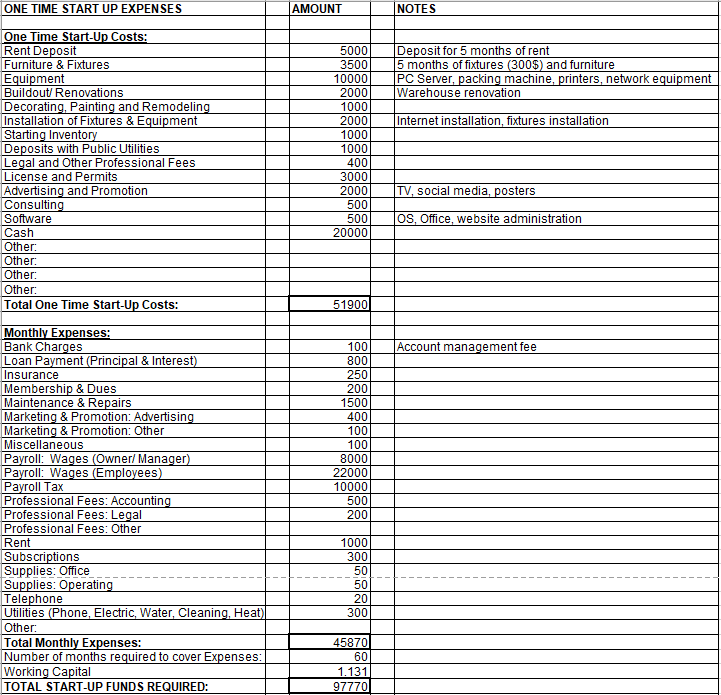 ONE TIME START UP EXPENSES AMOUNT NOTES
One Time Start-Up Costs:
Rent Deposit 5000 Deposit for 5 months of rent
Furniture & Fixtures 3500 5 months of fixtures (300$) and furniture
Equipment 10000 PC Server, packing machine, printers, network equipment
Buildout/ Renovations 2000 Warehouse renovation
Decorating, Painting and Remodeling 1000
Installation of Fixtures & Equipment 2000 Internet installation, fixtures installation
Starting Inventory 1000
Deposits with Public Utilities 1000
Legal and Other Professional Fees 400
License and Permits 3000
Advertising and Promotion 2000 TV, social media, posters
Consulting 500
Software 500 OS, Office, website administration
Cash 20000
Other:
Other:
Other:
Other:
Total One Time Start-Up Costs: 51900
Monthly Expenses:
Bank Charges 100 Account management fee
Loan Payment (Principal & Interest) 800
Insurance 250
Membership & Dues 200
Maintenance & Repairs 1500
Marketing & Promotion: Advertising 400
Marketing & Promotion: Other 100
Miscellaneous 100
Payroll: Wages (Owner/ Manager) 8000
Payroll: Wages (Employees) 22000
Payroll Tax 10000
Professional Fees: Accounting 500
Professional Fees: Legal 200
Professional Fees: Other
Rent 1000
Subscriptions 300
Supplies: Office 50
Supplies: Operating 50
Telephone 20
Utilities (Phone, Electric, Water, Cleaning, Heat) 300
Other:
Total Monthly Expenses: 45870
Number of months required to cover Expenses: 60
Working Capital 1.131
TOTAL START-UP FUNDS REQUIRED: 97770